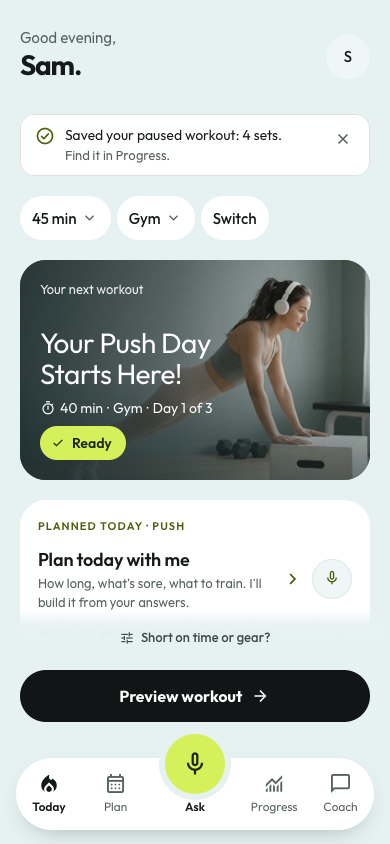 Good evening,
Sam.
S
Saved your paused workout: 4 sets.
Find it in Progress.
45 min
Gym
Switch
Your next workout
Your Push Day
Starts Here!
40 min · Gym · Day 1 of 3
Ready
PLANNED TODAY · PUSH
Plan today with me
How long, what's sore, what to train. I'll
build it from your answers.
Short on time or gear?
Preview workout
Today
Plan
Ask
Progress
Coach